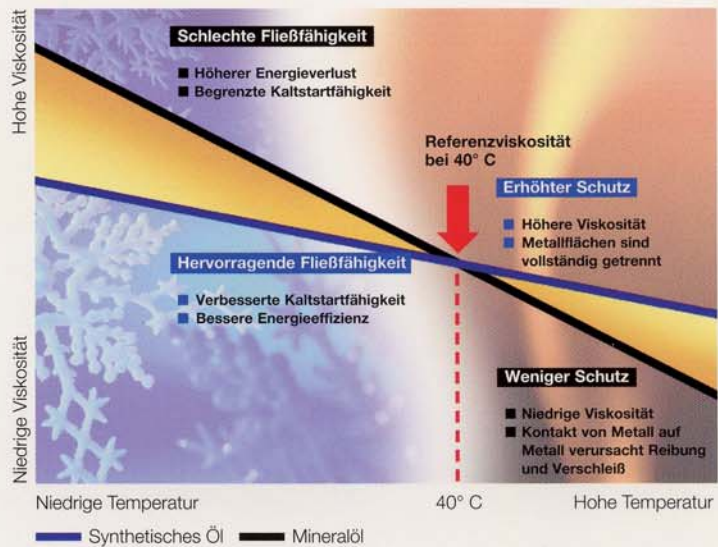 Hohe Viskosität
Schlechte Fließfähigkeit
■ Höherer Energieverlust
■ Begrenzte Kaltstartfähigkeit
Referenzviskosität
bei 40° C
Erhöhter Schutz
■ Höhere Viskosität
■ Metallflächen sind
vollständig getrennt
Hervorragende Fließfähigkeit
■ Verbesserte Kaltstartfähigkeit
■ Bessere Energieeffizienz
Niedrige Viskosität
Weniger Schutz
■ Niedrige Viskosität
■ Kontakt von Metall auf
Metall verursacht Reibung
und Verschleiß
Niedrige Temperatur
40° C
Hohe Temperatur
Synthetisches Öl
Mineralöl